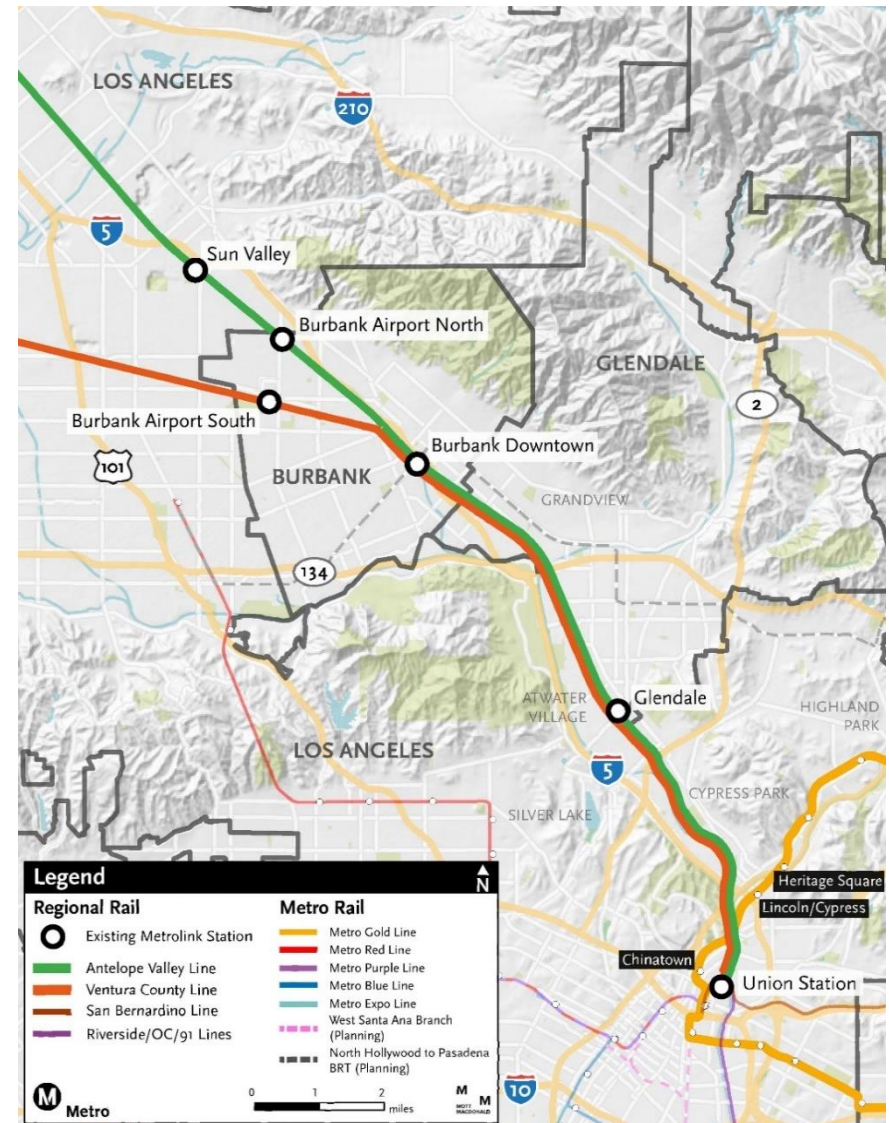 LOS ANGELES
210
5
Sun Valley
Burbank Airport North
GLENDALE
2
Burbank Airport South
Burbank Downtown
101
BURBANK
GRANDVIEW
134
Glendale
ATWATER
VILLAGE
HIGHLAND
PARK
LOS ANGELES
5
CYPRESS PARK
SILVER LAKE
Heritage Square
Lincoln/Cypress
Chinatown
Union Station
10
Legend
N
Regional Rail
Existing Metrolink Station
Antelope Valley Line
Ventura County Line
San Bernardino Line
Riverside/OC/91 Lines
Metro Rail
Metro Gold Line
Metro Red Line
Metro Purple Line
Metro Blue Line
Metro Expo Line
West Santa Ana Branch
(Planning)
North Hollywood to Pasadena
BRT (Planning)
M Metro
0 1 2
miles
M
M
MOTT
MACDONALD